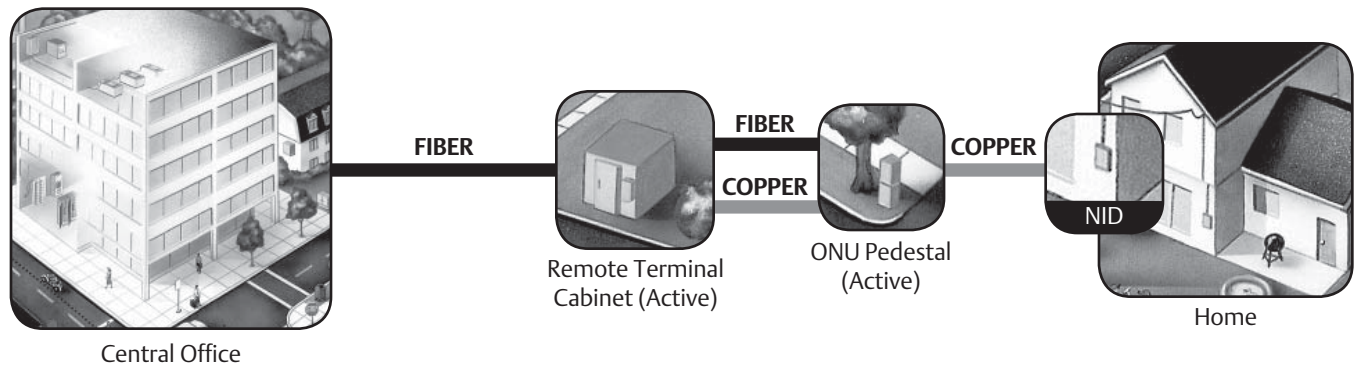 FIBER
FIBER
COPPER
COPPER
NID
Remote Terminal
Cabinet (Active)
ONU Pedestal
(Active)
Home
Central Office